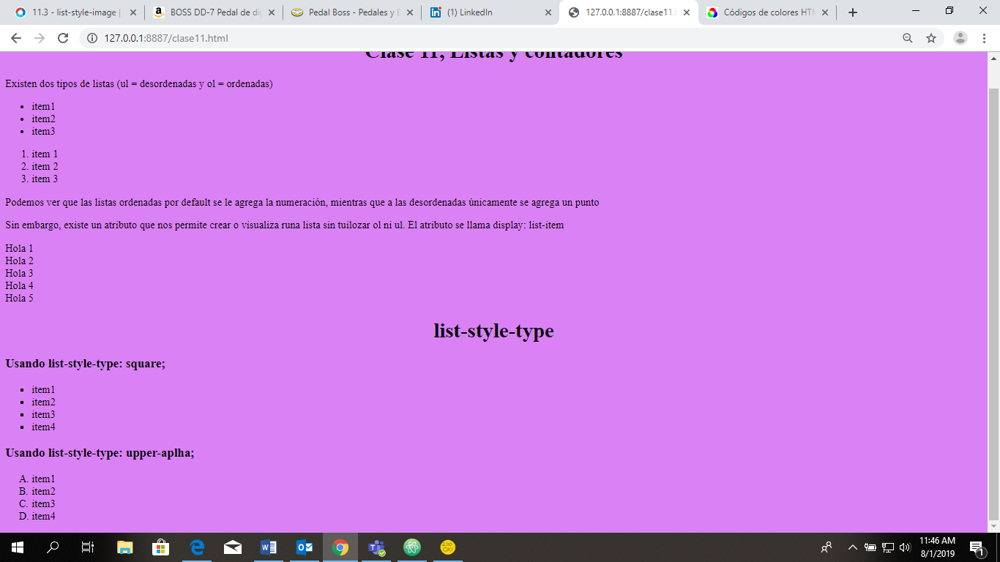 11.3 - list-style-image |
BOSS DD-7 Pedal de di
Pedal Boss - Pedales y E
(1) LinkedIn
127.0.0.1:8887/clase11.
Códigos de colores HTM
127.0.0.1:8887/clase11.html
Clase 11, Listas y contadores
Existen dos tipos de listas (ul = desordenadas y ol = ordenadas)
• item1
• item2
• item3
1. item 1
2. item 2
3. item 3
Podemos ver que las listas ordenadas por default se le agrega la numeración, mientras que a las desordenadas únicamente se agrega un punto
Sin embargo, existe un atributo que nos permite crear o visualiza runa lista sin tuilozar ol ni ul. El atributo se llama display: list-item
Hola 1
Hola 2
Hola 3
Hola 4
Hola 5
list-style-type
Usando list-style-type: square;
▪ item1
▪ item2
▪ item3
▪ item4
Usando list-style-type: upper-aplha;
A. item1
B. item2
C. item3
D. item4
11:46 AM
8/1/2019
1